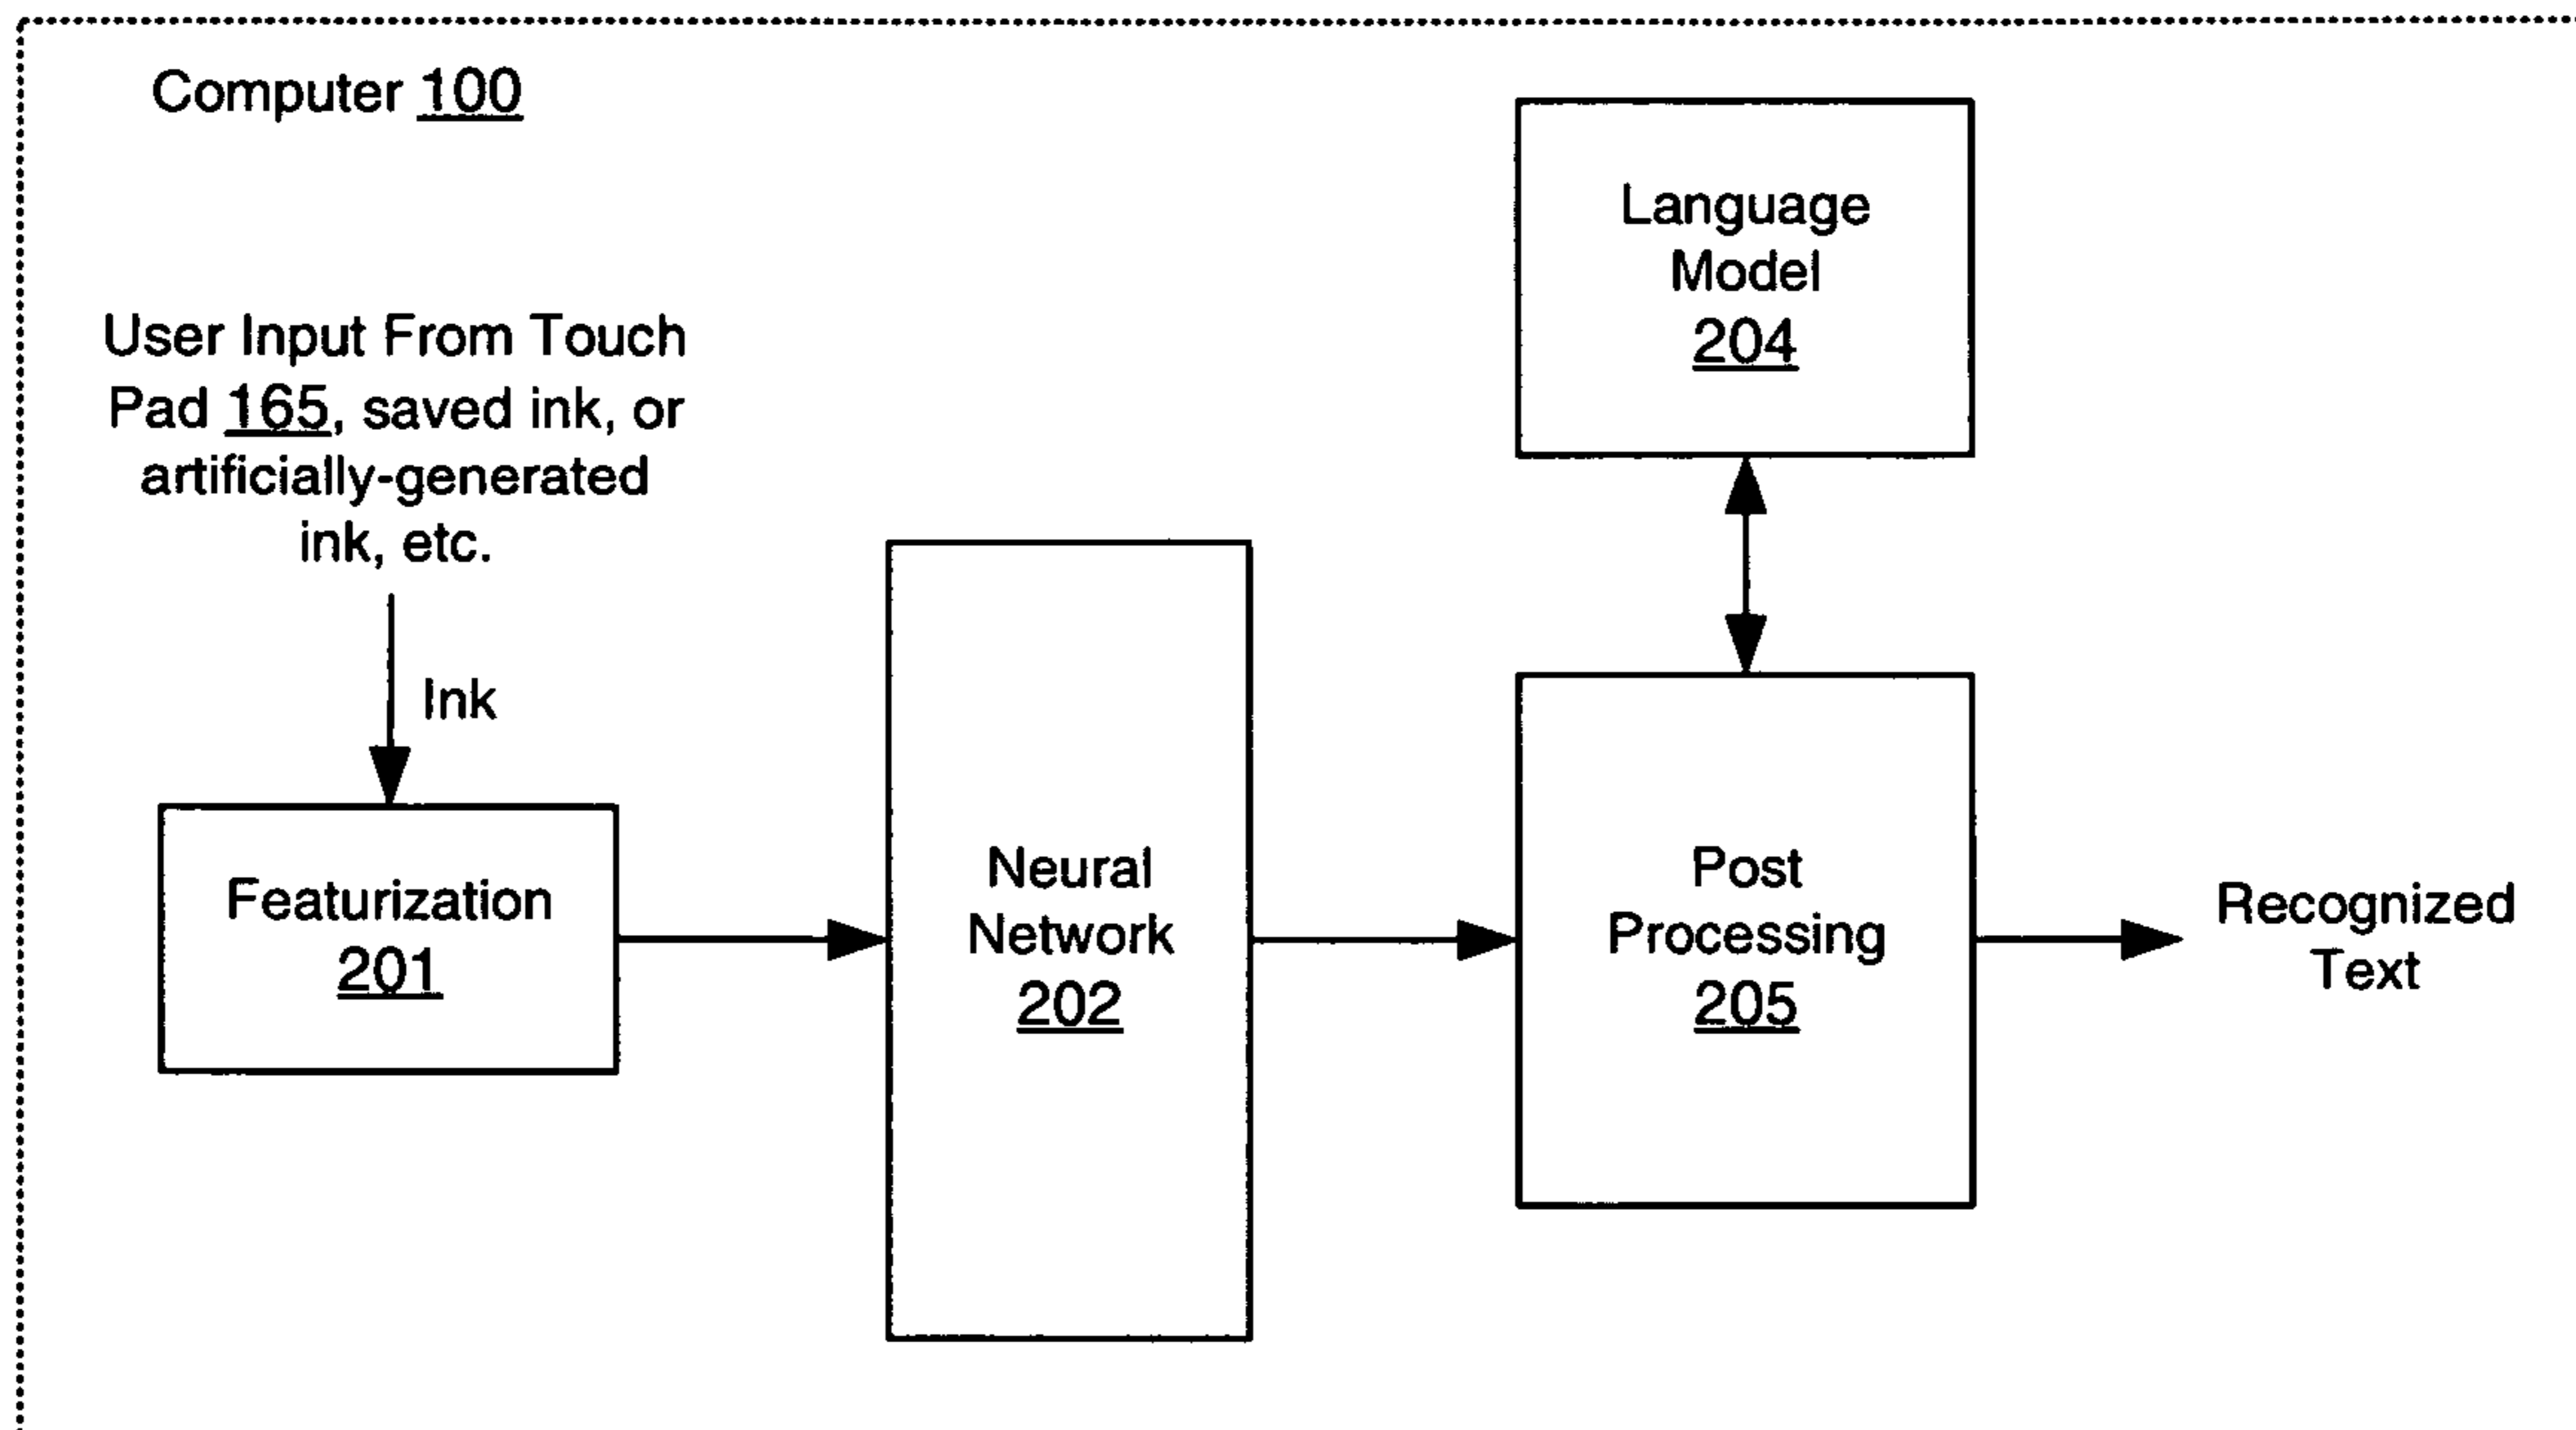 Computer 100
User Input From Touch
Pad 165, saved ink, or
artificially-generated
ink, etc.
Ink
Featurization
201
Neural
Network
202
Language
Model
204
Post
Processing
205
Recognized
Text